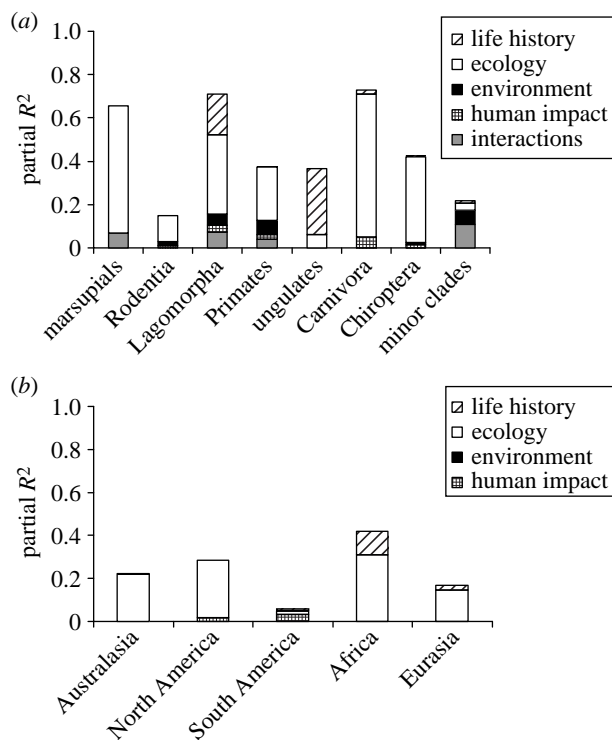 (a)
1.0
0.8
0.6
0.4
0.2
0
partial R²
life history
ecology
environment
human impact
interactions
marsupials
Rodentia
Lagomorpha
Primates
ungulates
Carnivora
Chiroptera
minor clades
(b)
1.0
0.8
0.6
0.4
0.2
0
partial R²
life history
ecology
environment
human impact
Australasia
North America
South America
Africa
Eurasia